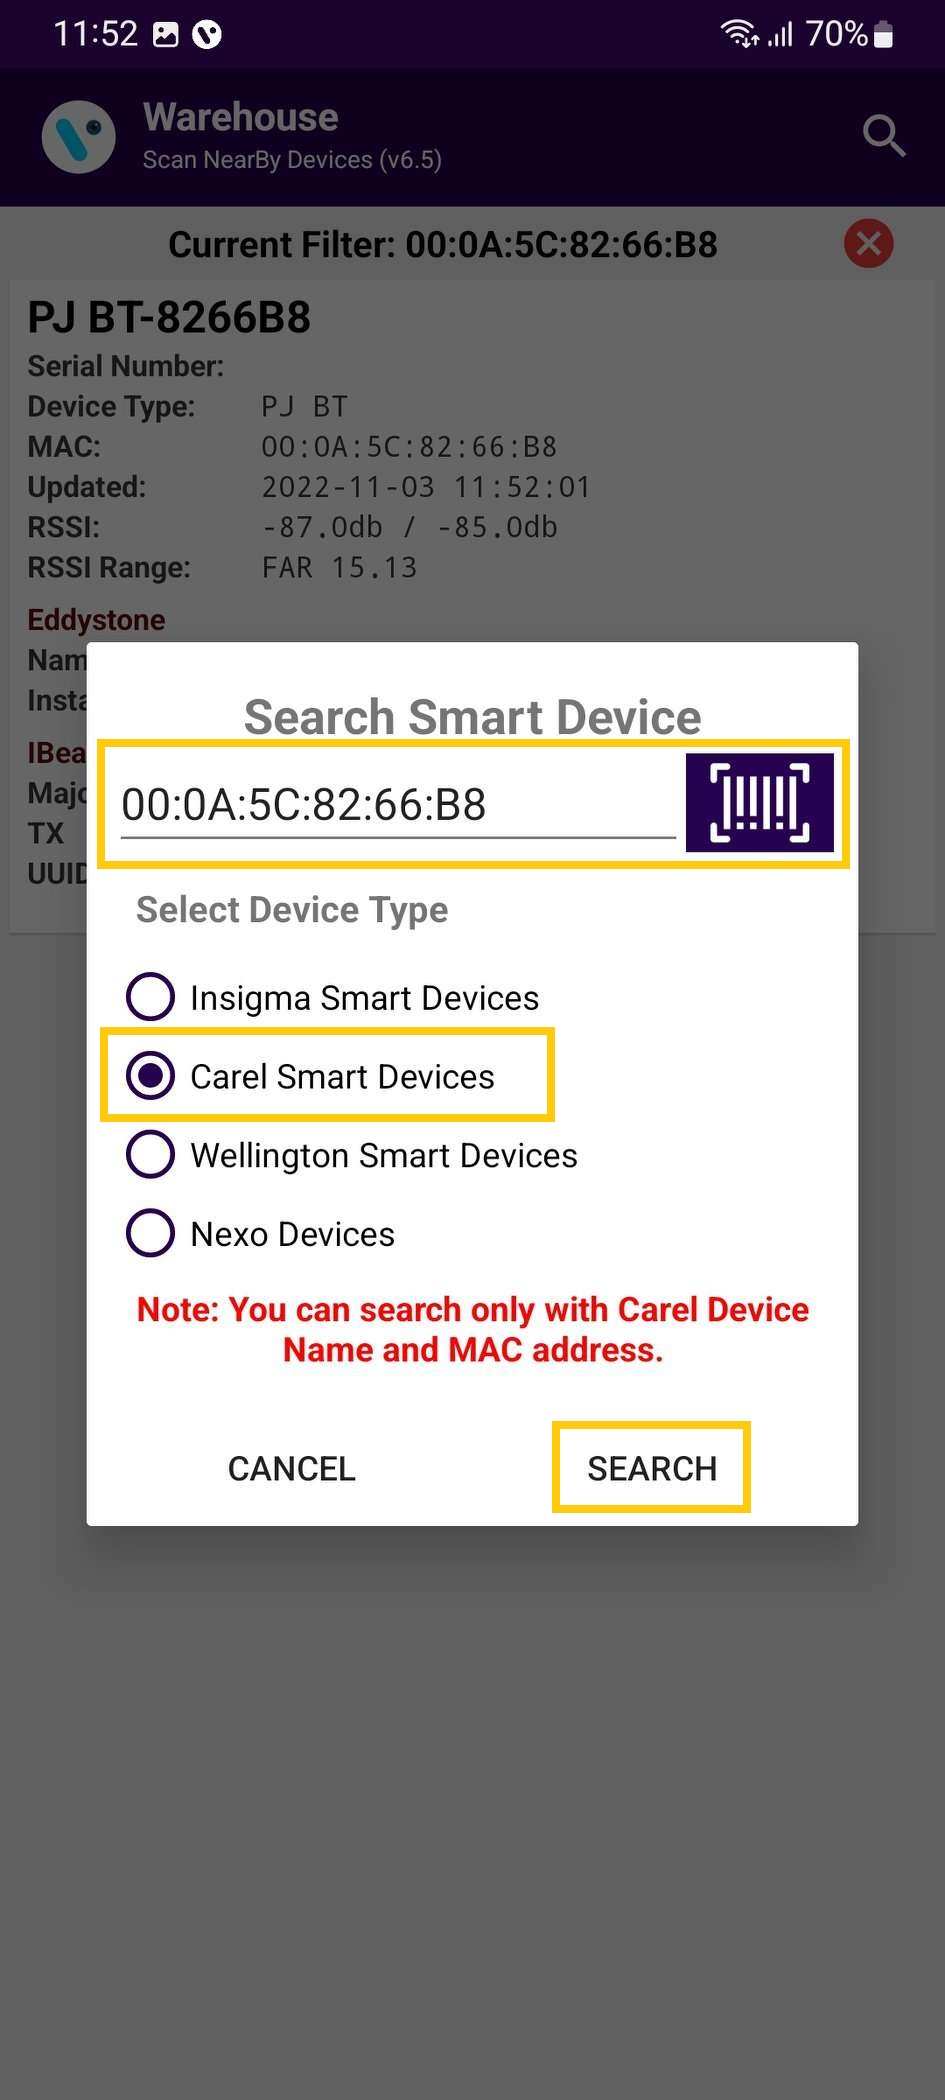 11:52 70%
Warehouse
Scan NearBy Devices (v6.5)
Current Filter: 00:0A:5C:82:66:B8
PJ BT-8266B8
Serial Number:
Device Type: PJ BT
MAC: 00:0A:5C:82:66:B8
Updated: 2022-11-03 11:52:01
RSSI: -87.0db / -85.0db
RSSI Range: FAR 15.13
Eddystone
Nam
Insta
IBea
Majo
TX
UUID
Search Smart Device
00:0A:5C:82:66:B8
Select Device Type
Insigma Smart Devices
Carel Smart Devices
Wellington Smart Devices
Nexo Devices
Note: You can search only with Carel Device
Name and MAC address.
CANCEL SEARCH